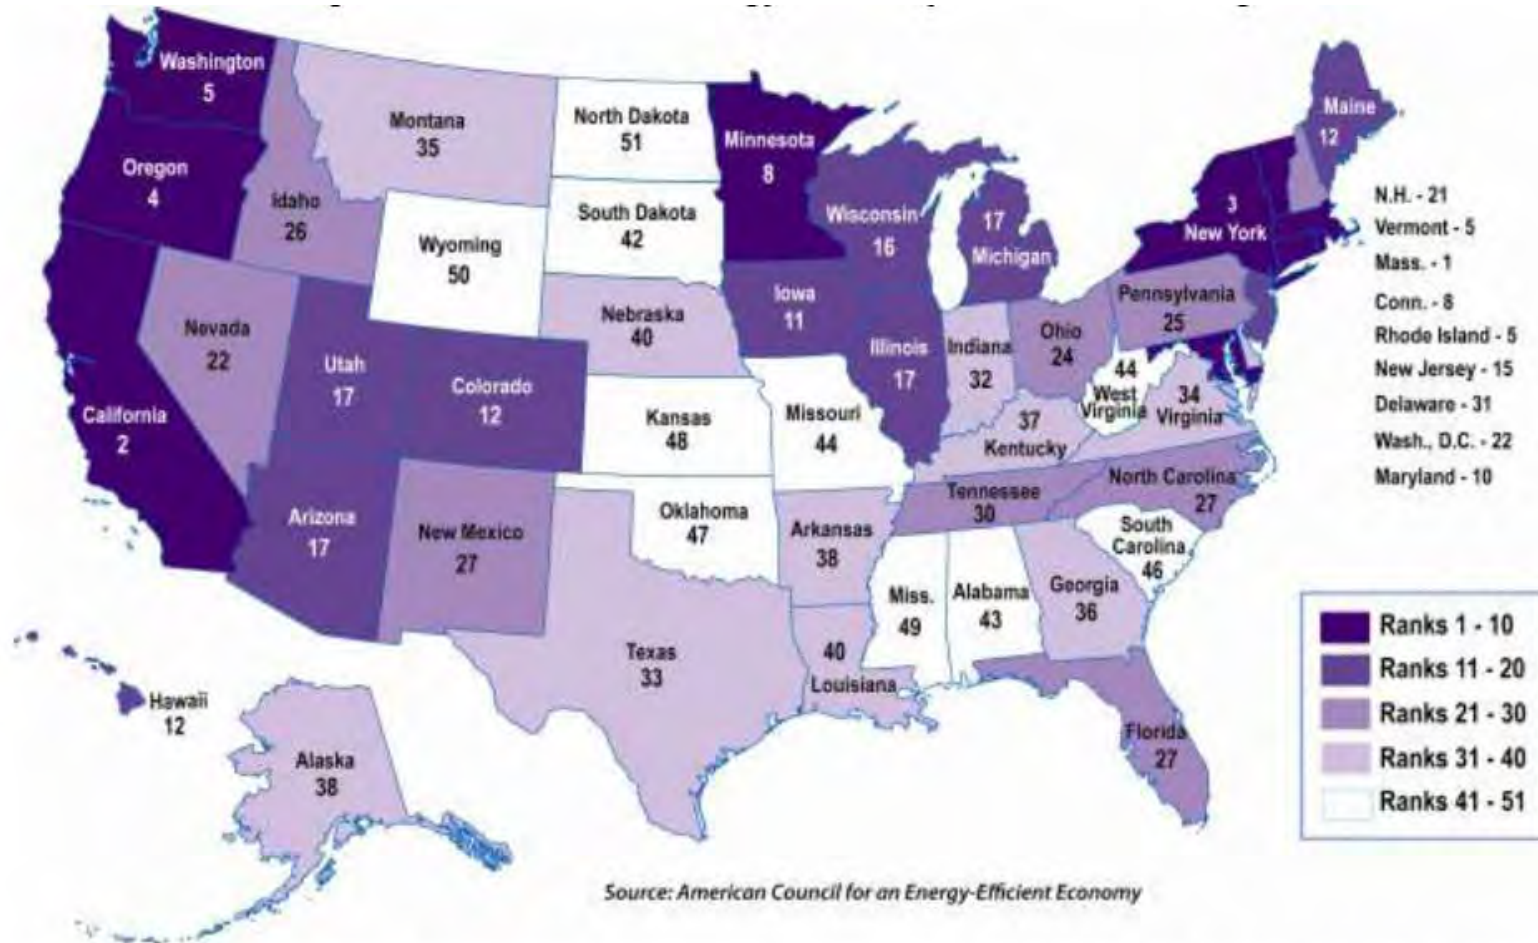 Washington
5
Oregon
4
California
2
Montana
35
Idaho
26
Nevada
22
Utah
17
Arizona
17
Wyoming
50
Colorado
12
New Mexico
27
North Dakota
51
South Dakota
42
Nebraska
40
Kansas
48
Oklahoma
47
Texas
33
Minnesota
8
Iowa
11
Missouri
44
Arkansas
38
40
Louisiana
Wisconsin
16
Illinois
17
17
Michigan
Indiana
32
Ohio
24
37
Kentucky
Tennessee
30
Miss.
49
Alabama
43
Georgia
36
Florida
27
South
Carolina
46
North Carolina
27
34
Virginia
44
West
Virginia
Pennsylvania
25
3
New York
Maine
12
Hawaii
12
Alaska
38
N.H. - 21
Vermont - 5
Mass. - 1
Conn. - 8
Rhode Island - 5
New Jersey - 15
Delaware - 31
Wash., D.C. - 22
Maryland - 10
Ranks 1 - 10
Ranks 11 - 20
Ranks 21 - 30
Ranks 31 - 40
Ranks 41 - 51
Source: American Council for an Energy-Efficient Economy